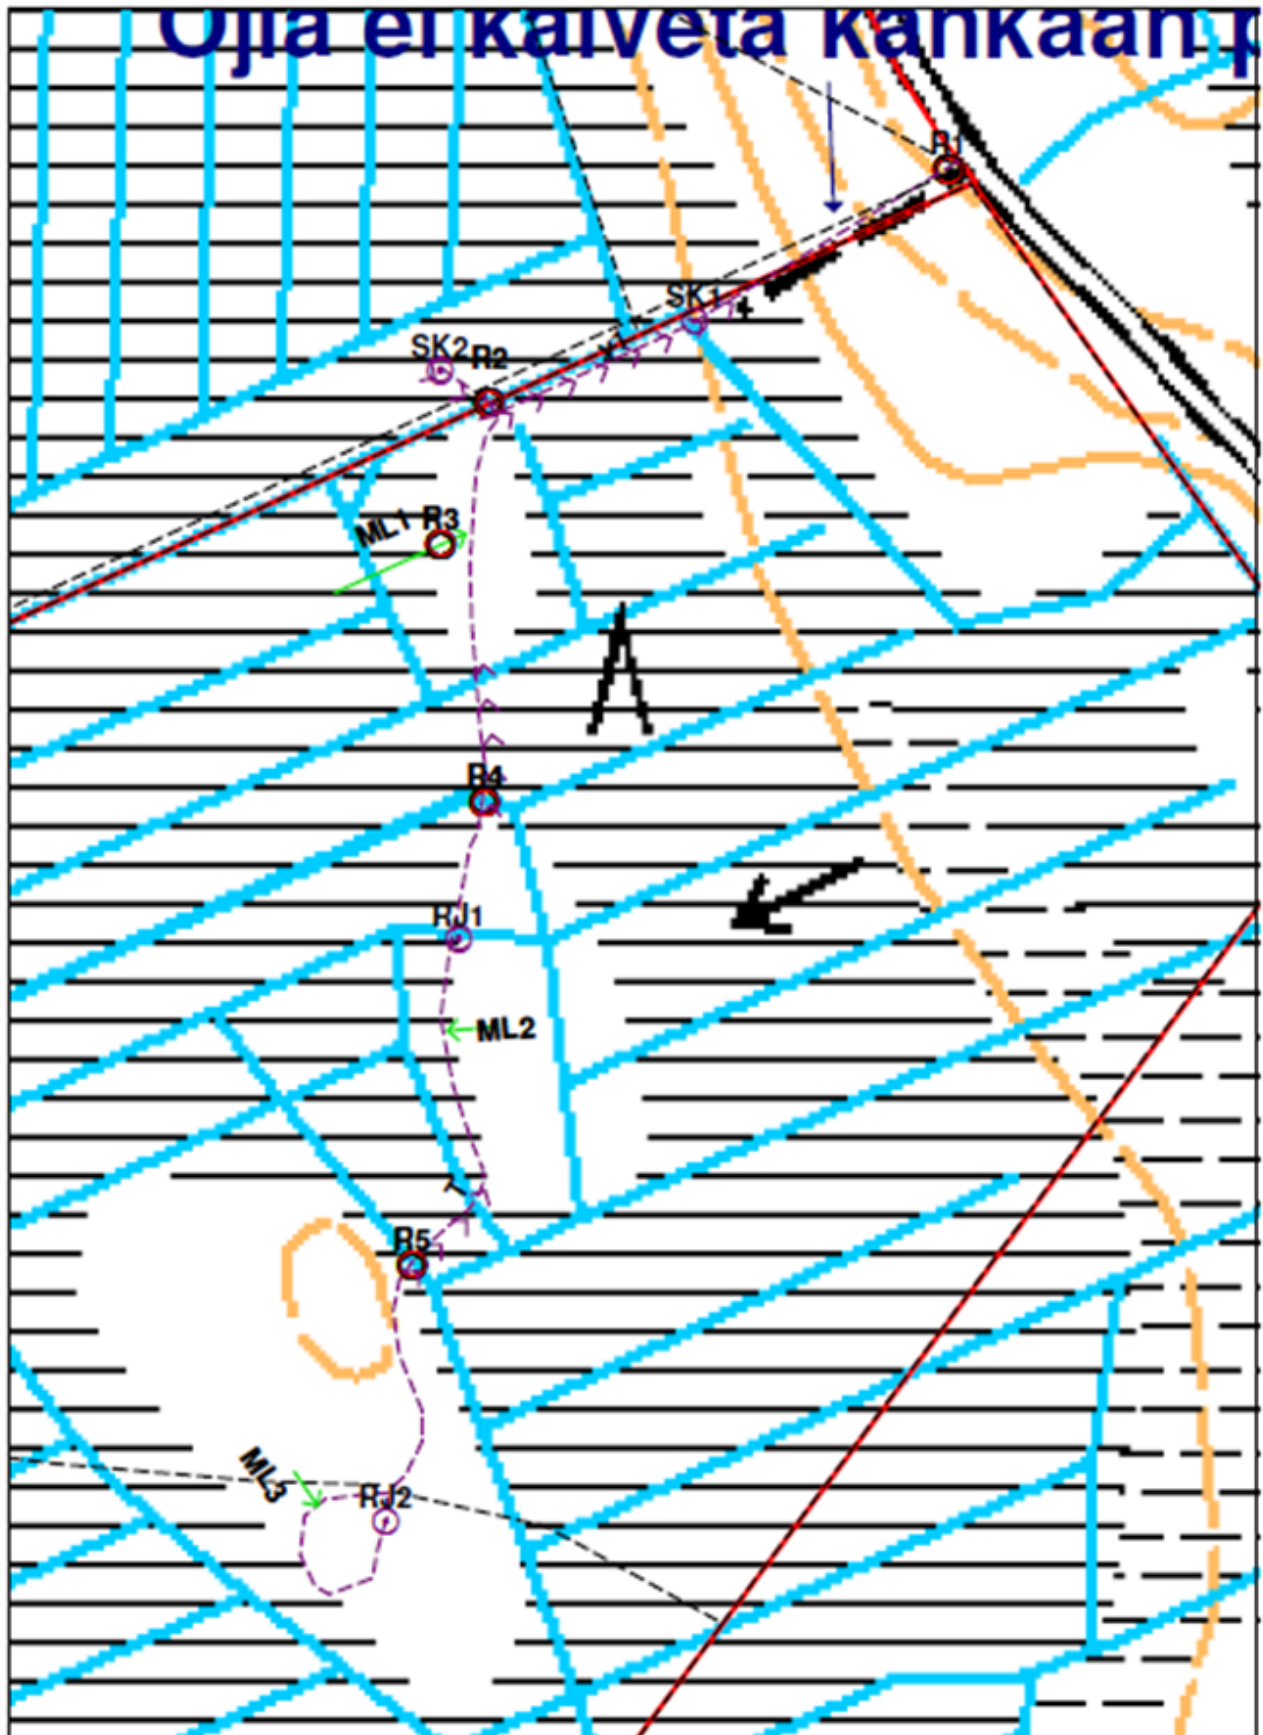 Ojia ei kaiveta kankaan p
R1
SK1
SK2 R2
ML1 R3
R4
RJ1
ML2
R5
ML3
RJ2